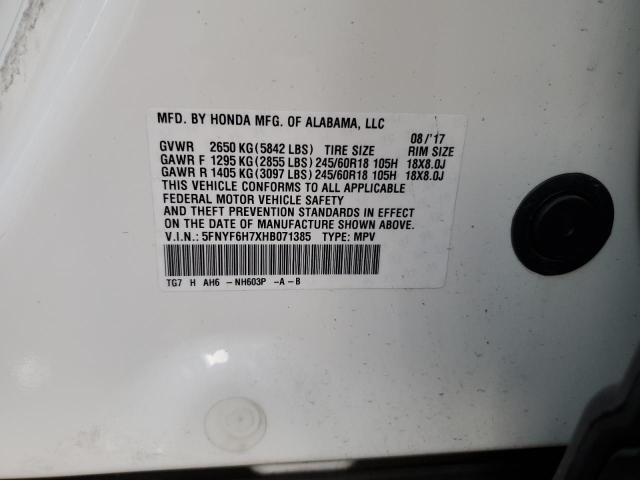 MFD. BY HONDA MFG. OF ALABAMA, LLC 08/'17
GVWR 2650 KG(5842 LBS) TIRE SIZE RIM SIZE
GAWR F 1295 KG(2855 LBS) 245/60R18 105H 18X8.0J
GAWR R 1405 KG(3097 LBS) 245/60R18 105H 18X8.0J
THIS VEHICLE CONFORMS TO ALL APPLICABLE
FEDERAL MOTOR VEHICLE SAFETY
AND THEFT PREVENTION STANDARDS IN EFFECT
ON THE DATE OF MANUFACTURE SHOWN ABOVE.
V.I.N.: 5FNYF6H7XHB071385 TYPE: MPV
TG7 H AH6 -NH603P -A-B